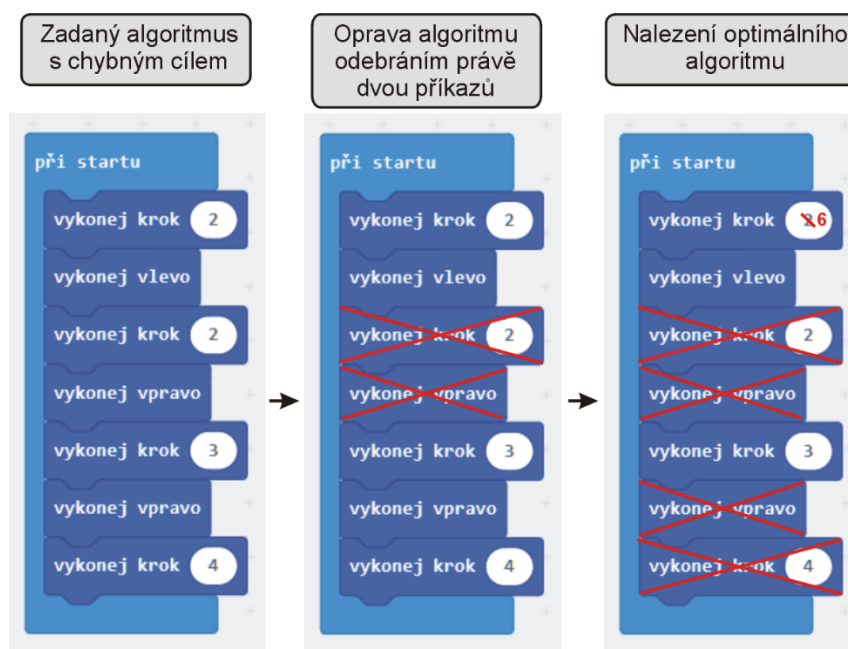 Zadaný algoritmus
s chybným cílem
Oprava algoritmu
odebráním právě
dvou příkazů
Nalezení optimálního
algoritmu
při startu
vykonej krok 2
vykonej vlevo
vykonej krok 2
vykonej vpravo
vykonej krok 3
vykonej vpravo
vykonej krok 4
při startu
vykonej krok 2
vykonej vlevo
vykonej krok 2
vykonej vpravo
vykonej krok 3
vykonej vpravo
vykonej krok 4
při startu
vykonej krok 2 6
vykonej vlevo
vykonej krok 2
vykonej vpravo
vykonej krok 3
vykonej vpravo
vykonej krok 4